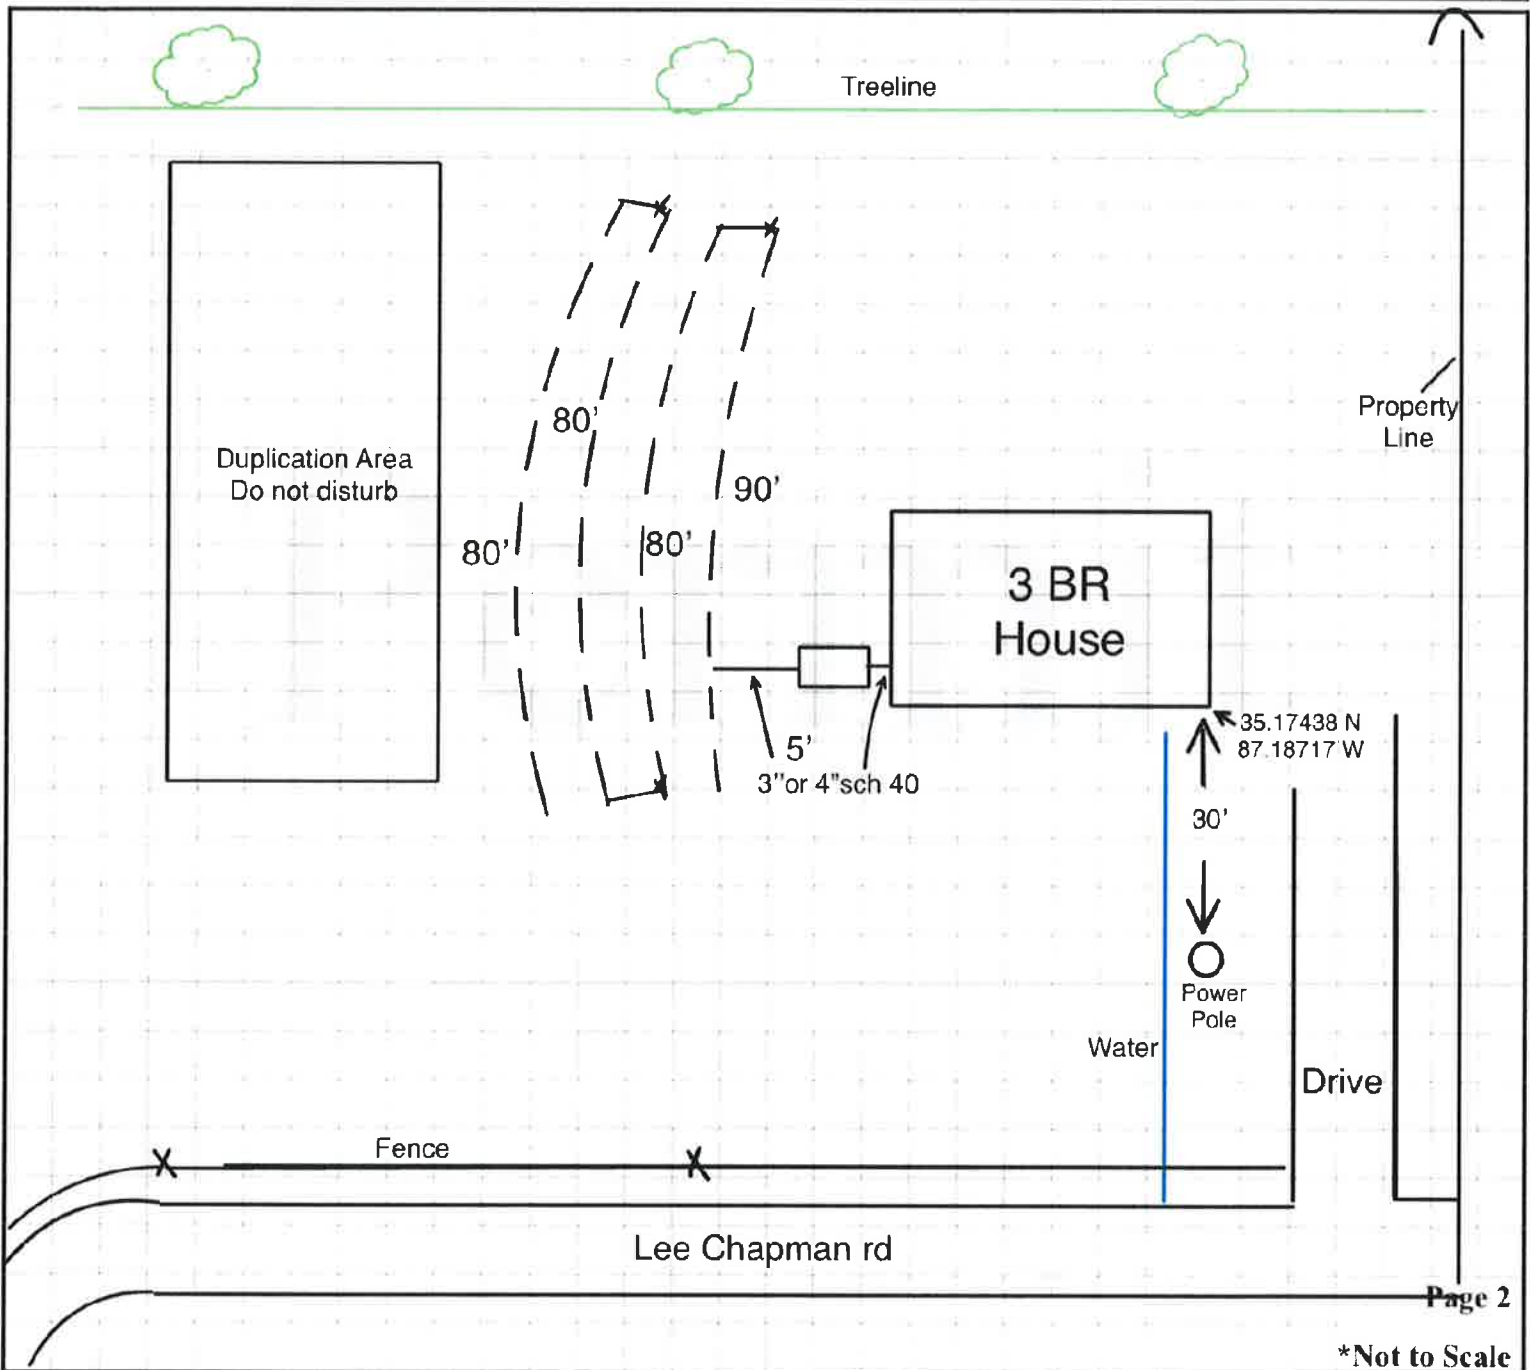 Treeline
Property
Line
80'
Duplication Area
Do not disturb
90'
80'
80'
3 BR
House
35.17438 N
87.18717 W
5'
3"or 4"sch 40
30'
Power
Pole
Water
Drive
Fence
Lee Chapman rd
Page 2
*Not to Scale